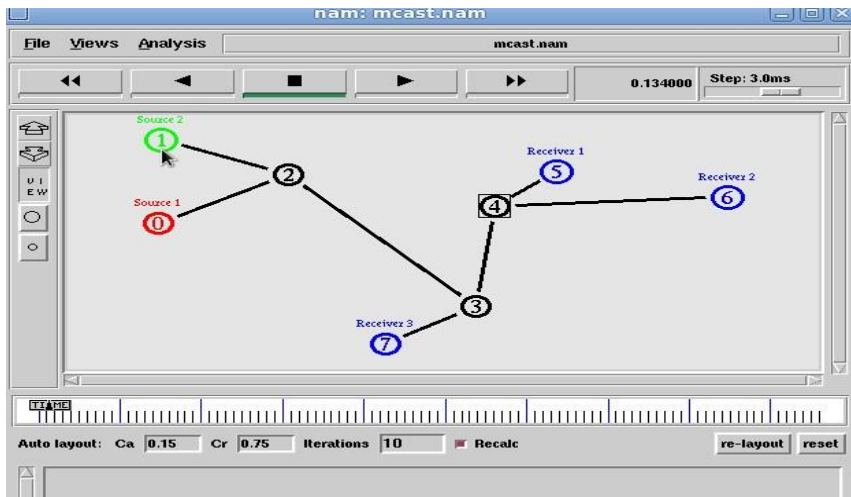 nam: mcast.nam
File Views Analysis mcast.nam
0.134000 Step: 3.0ms
Source 2
1
Receiver 1
5
2
Receiver 2
6
V I
E W
Source 1
0
4
3
Receiver 3
7
TIME
Auto layout: Ca 0.15 Cr 0.75 Iterations 10 Recalc re-layout reset